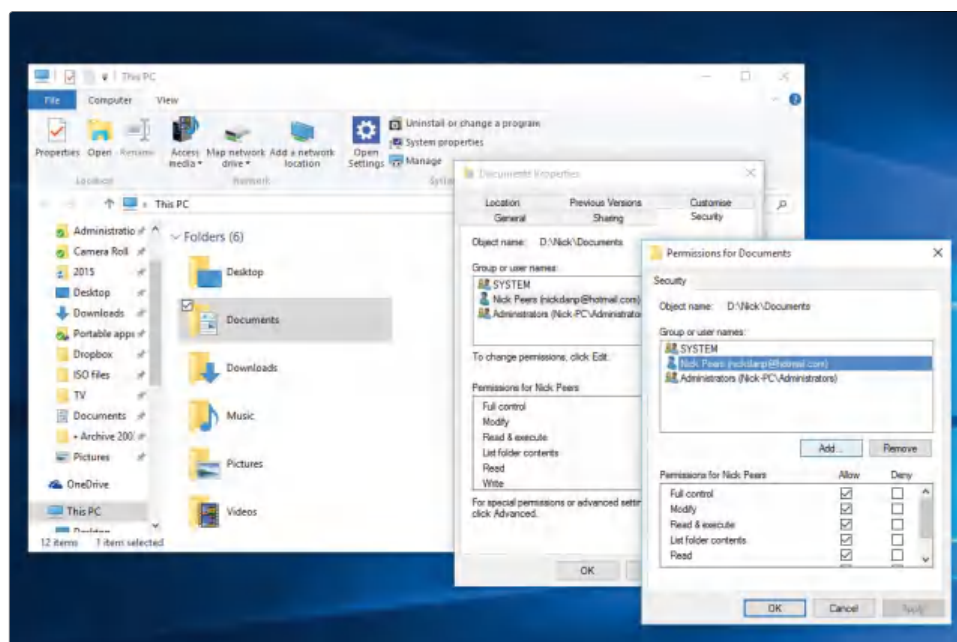 This PC
File Computer View
Properties Open Rename Access media Map network drive Add a network location Open Settings Uninstall or change a program
System properties
Manage
Location Network
This PC
Administratio
Camera Roll
2015
Desktop
Downloads
Portable apps
Dropbox
ISO files
TV
Documents
Archive 200
Pictures
OneDrive
This PC
Desktop
12 items 1 item selected
Folders (6)
Desktop
Documents
Downloads
Music
Pictures
Videos
Documents Properties
Location Previous Versions Customise
General Sharing Security
Object name: D:\Nick\Documents
Group or user names:
SYSTEM
Nick Peers (nickdanp@hotmail.com)
Administrators (Nick-PC\Administrato
To change permissions, click Edit.
Permissions for Nick Peers
Full control
Modify
Read & execute
List folder contents
Read
Write
For special permissions or advanced settin
click Advanced.
OK
Permissions for Documents
Security
Object name: D:\Nick\Documents
Group or user names:
SYSTEM
Nick Peers (nickdanp@hotmail.com)
Administrators (Nick-PC\Administrators)
Add... Remove
Permissions for Nick Peers Allow Deny
Full control
Modify
Read & execute
List folder contents
Read
OK Cancel Apply